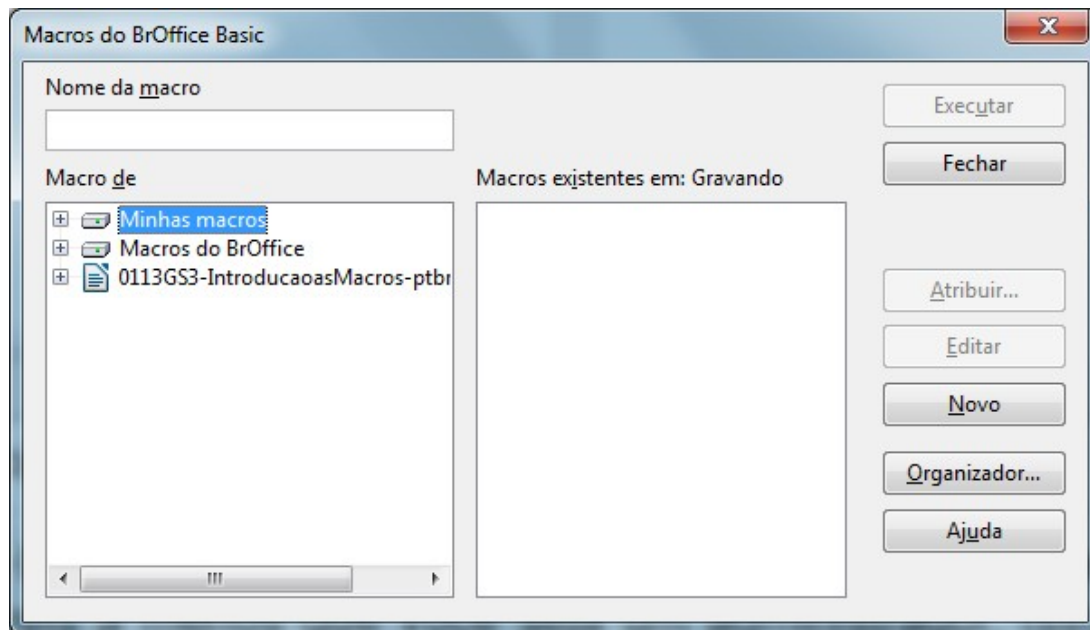 Macros do BrOffice Basic
Nome da macro
Executar
Fechar
Macro de
Macros existentes em: Gravando
Minhas macros
Macros do BrOffice
0113GS3-IntroducaoasMacros-ptbr
Atribuir...
Editar
Novo
Organizador...
Ajuda